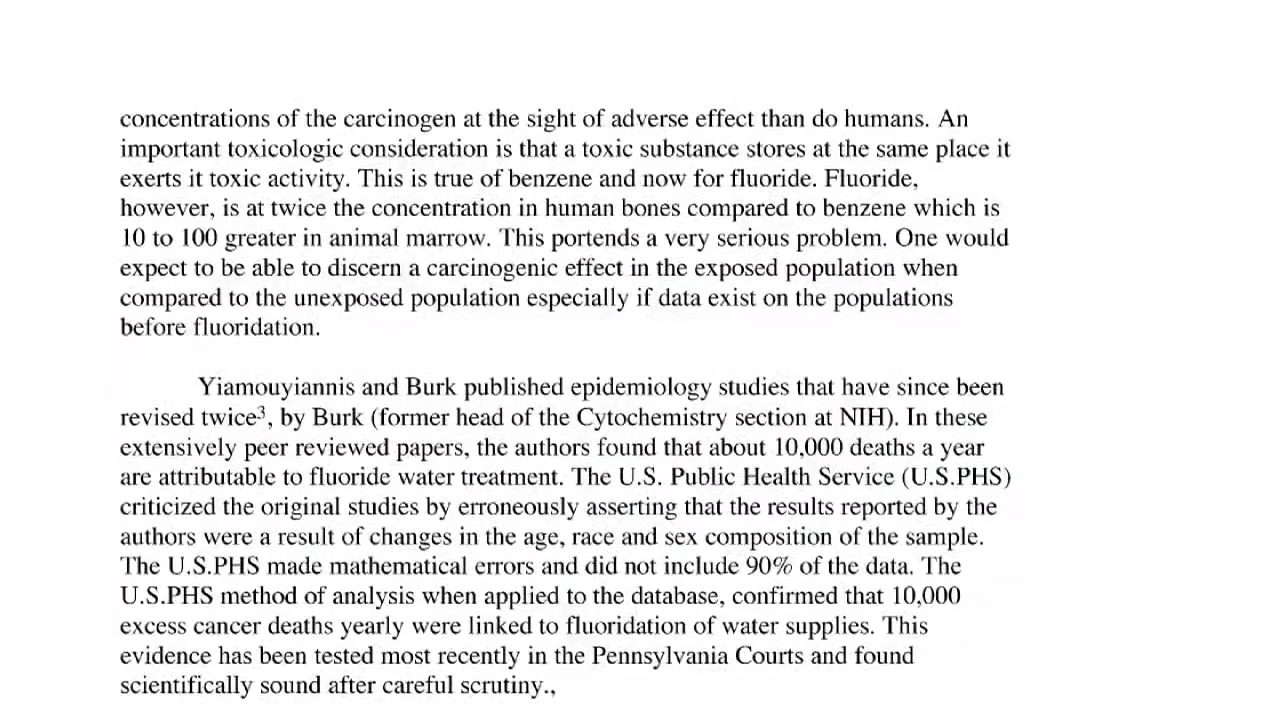 concentrations of the carcinogen at the sight of adverse effect than do humans. An
important toxicologic consideration is that a toxic substance stores at the same place it
exerts it toxic activity. This is true of benzene and now for fluoride. Fluoride,
however, is at twice the concentration in human bones compared to benzene which is
10 to 100 greater in animal marrow. This portends a very serious problem. One would
expect to be able to discern a carcinogenic effect in the exposed population when
compared to the unexposed population especially if data exist on the populations
before fluoridation.
Yiamouyiannis and Burk published epidemiology studies that have since been
revised twice³, by Burk (former head of the Cytochemistry section at NIH). In these
extensively peer reviewed papers, the authors found that about 10,000 deaths a year
are attributable to fluoride water treatment. The U.S. Public Health Service (U.S.PHS)
criticized the original studies by erroneously asserting that the results reported by the
authors were a result of changes in the age, race and sex composition of the sample.
The U.S.PHS made mathematical errors and did not include 90% of the data. The
U.S.PHS method of analysis when applied to the database, confirmed that 10,000
excess cancer deaths yearly were linked to fluoridation of water supplies. This
evidence has been tested most recently in the Pennsylvania Courts and found
scientifically sound after careful scrutiny.,